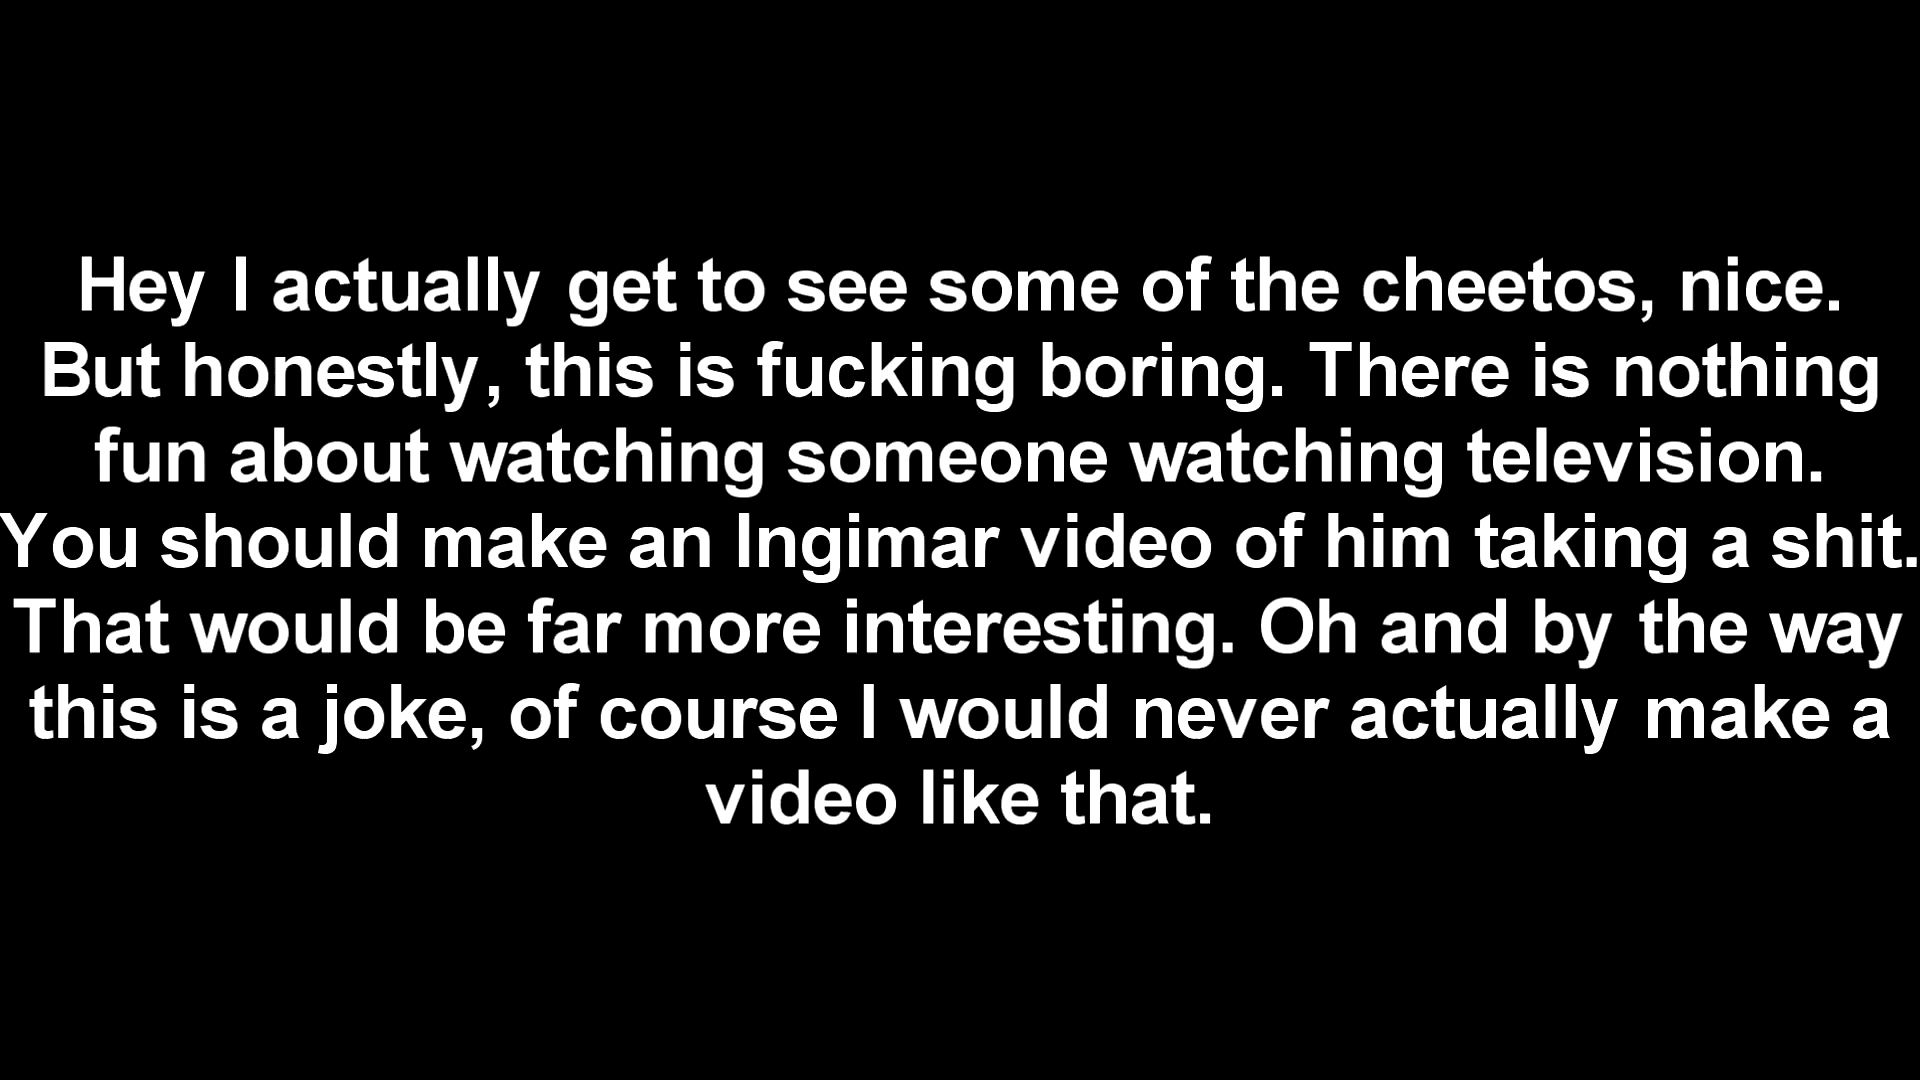 Hey I actually get to see some of the cheetos, nice.
But honestly, this is fucking boring. There is nothing
fun about watching someone watching television.
You should make an Ingimar video of him taking a shit.
That would be far more interesting. Oh and by the way
this is a joke, of course I would never actually make a
video like that.